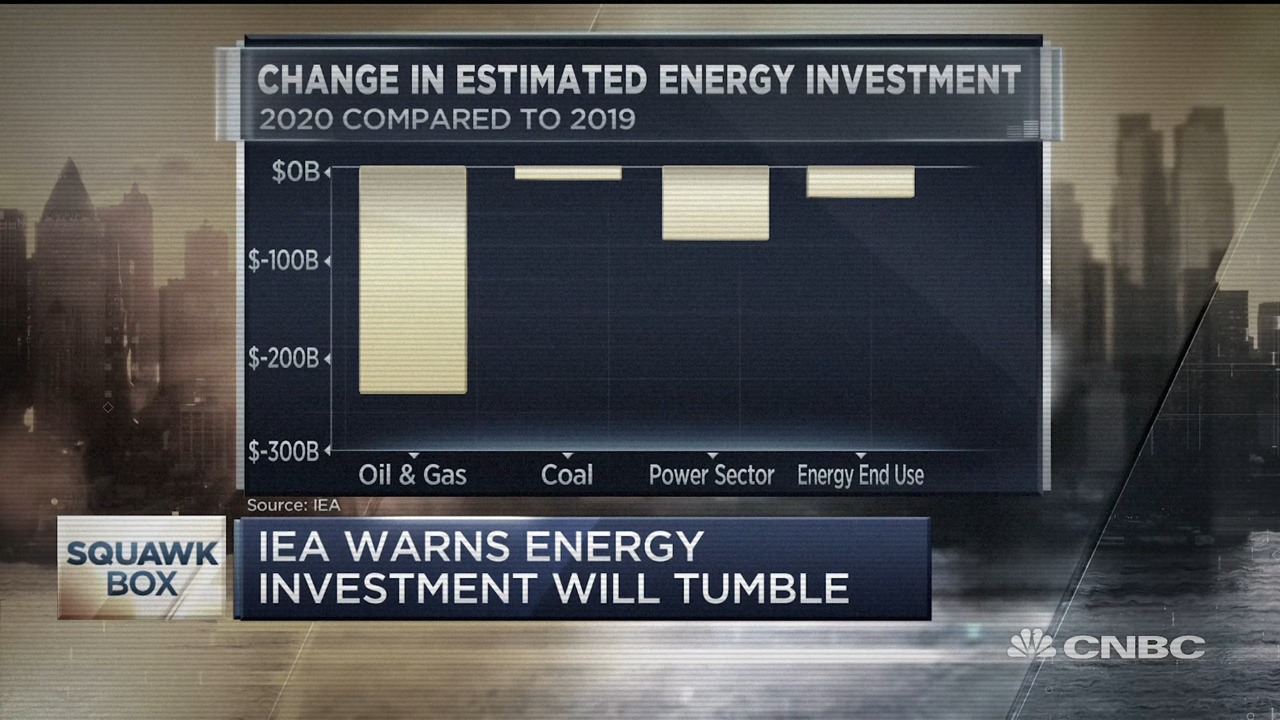 CHANGE IN ESTIMATED ENERGY INVESTMENT
2020 COMPARED TO 2019
$0B
$-100B
$-200B
$-300B
Oil & Gas Coal Power Sector Energy End Use
Source: IEA
SQUAWK
BOX
IEA WARNS ENERGY
INVESTMENT WILL TUMBLE
CNBC